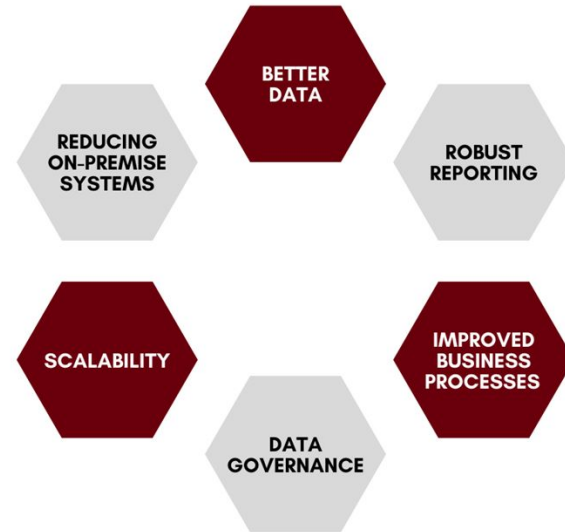 BETTER
DATA
ROBUST
REPORTING
IMPROVED
BUSINESS
PROCESSES
DATA
GOVERNANCE
SCALABILITY
REDUCING
ON-PREMISE
SYSTEMS